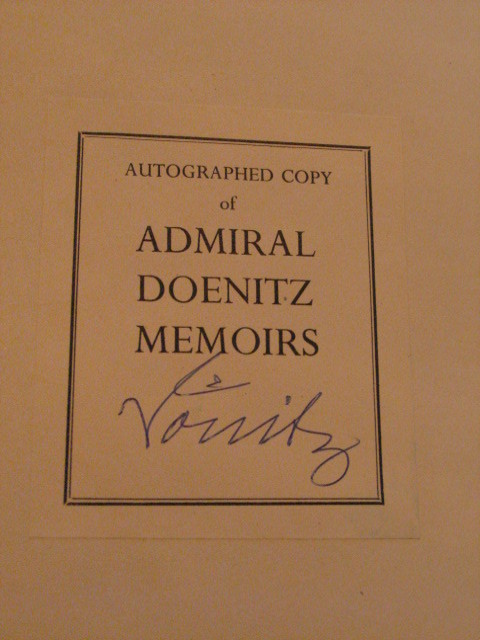 AUTOGRAPHED COPY
of
ADMIRAL
DOENITZ
MEMOIRS
Dönitz